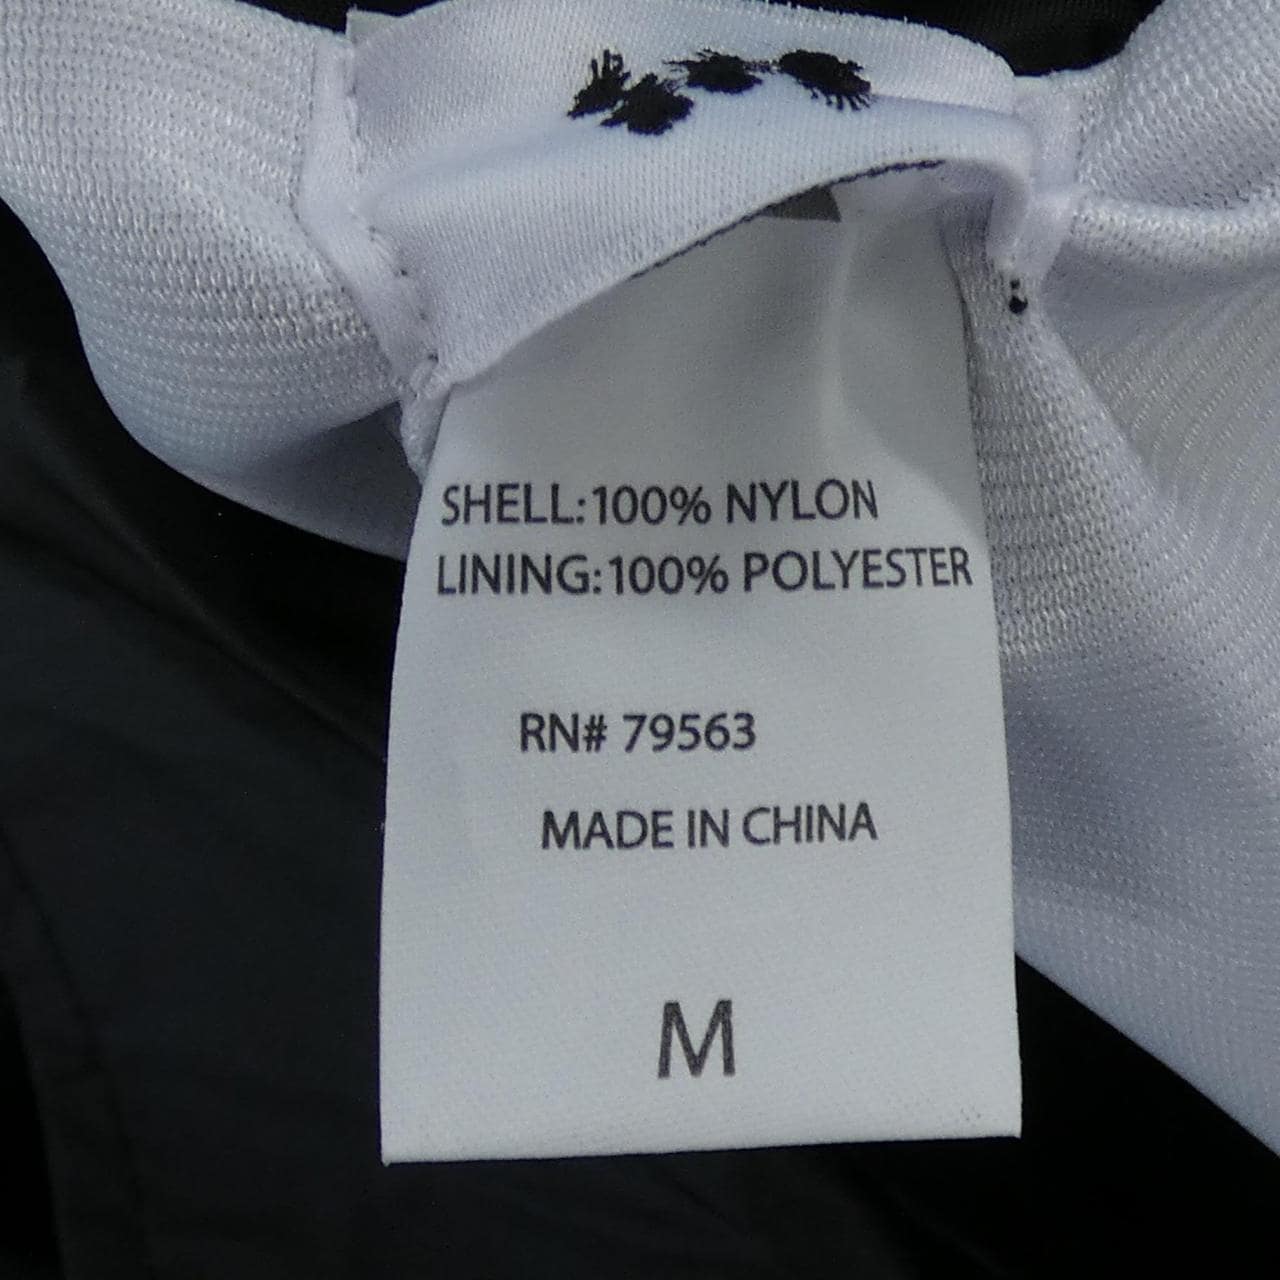 SHELL:100% NYLON
LINING:100% POLYESTER
RN# 79563
MADE IN CHINA
M